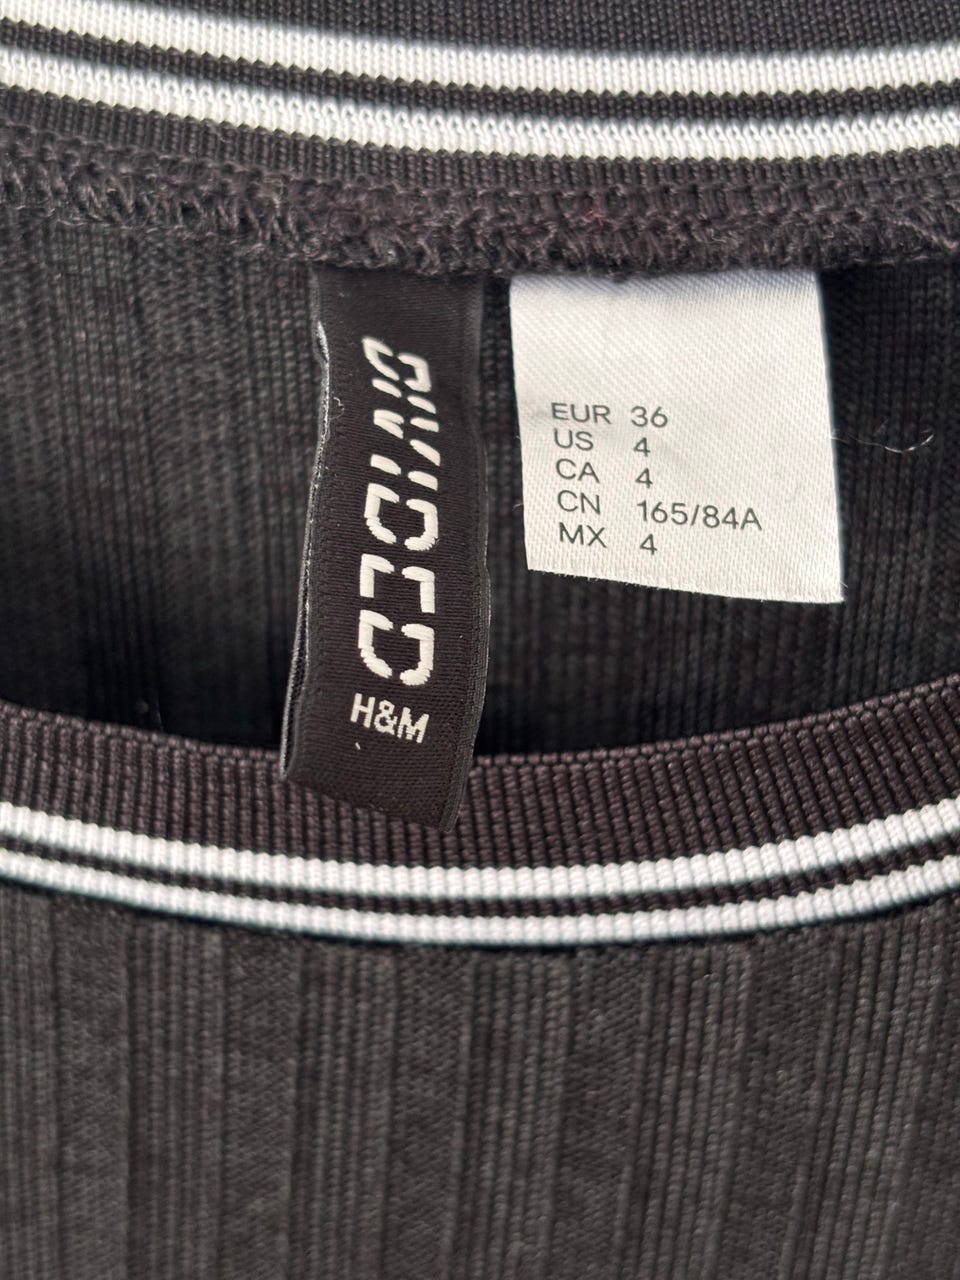 DIVIDED
H&M
EUR 36
US 4
CA 4
CN 165/84A
MX 4